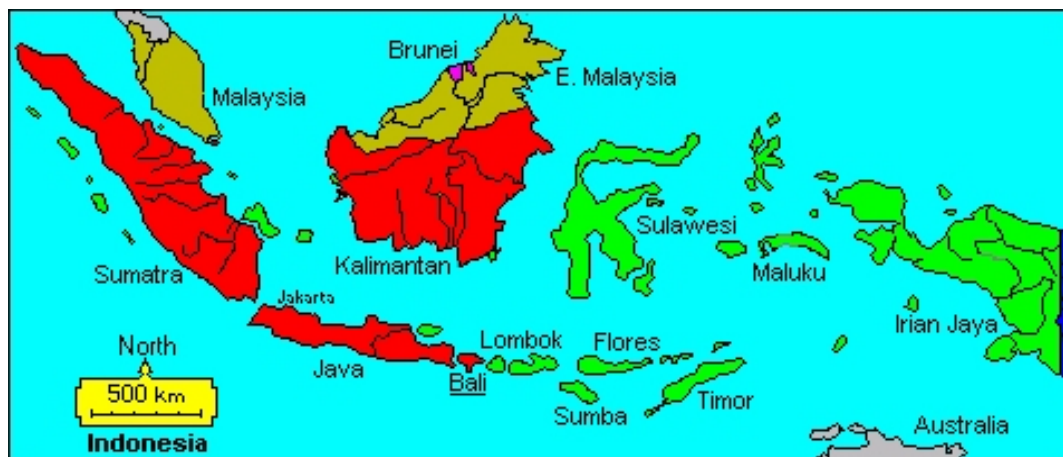 Brunei
E. Malaysia
Malaysia
Sulawesi
Sumatra
Kalimantan
Maluku
Jakarta
Irian Jaya
North
Java
Lombok
Flores
Bali
500 km
Sumba
Timor
Indonesia
Australia